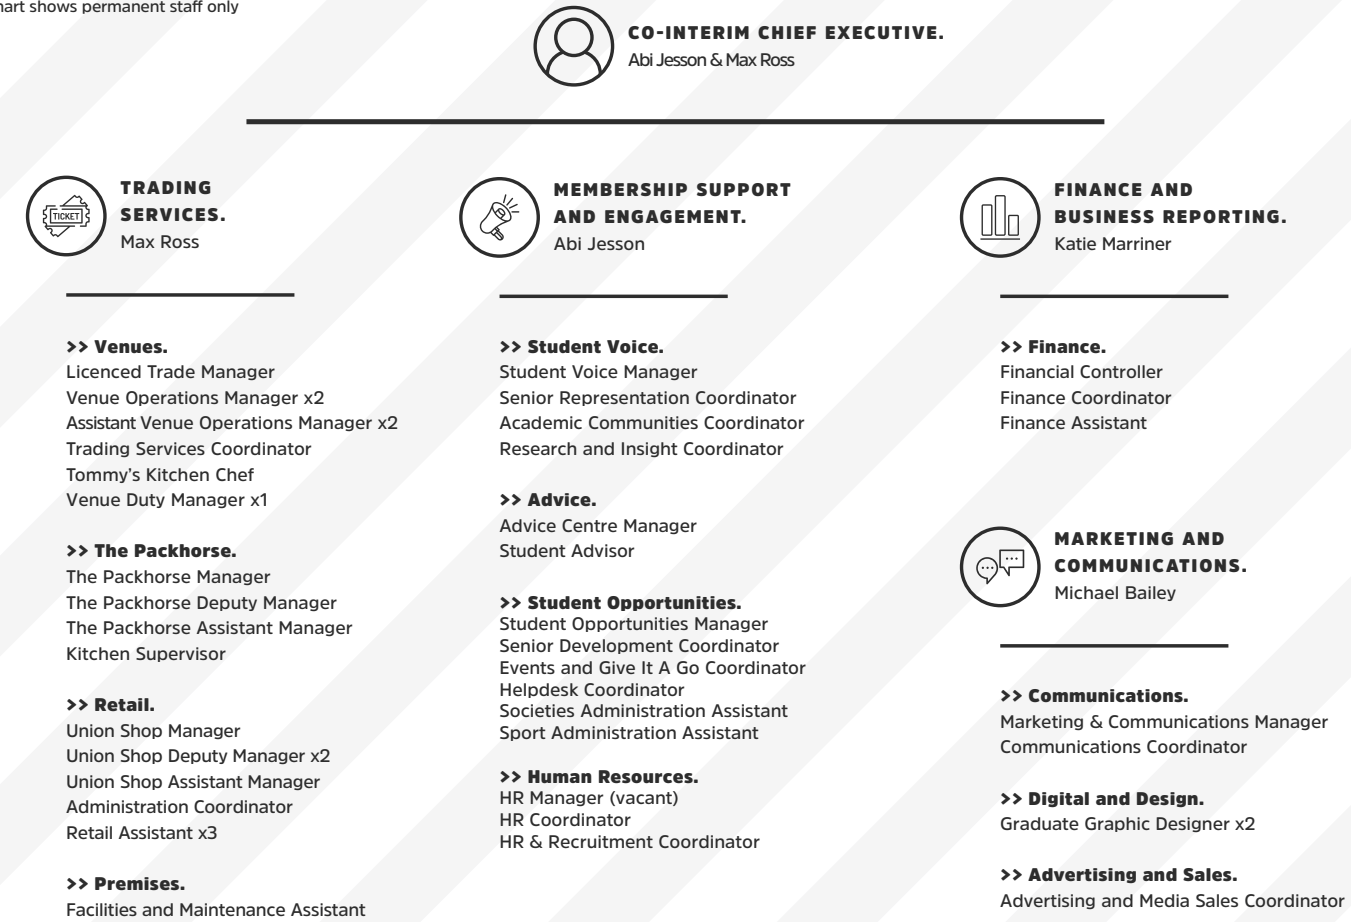 chart shows permanent staff only
CO-INTERIM CHIEF EXECUTIVE.
Abi Jesson & Max Ross
TRADING
SERVICES.
Max Ross
>> Venues.
Licenced Trade Manager
Venue Operations Manager x2
Assistant Venue Operations Manager x2
Trading Services Coordinator
Tommy's Kitchen Chef
Venue Duty Manager x1
>> The Packhorse.
The Packhorse Manager
The Packhorse Deputy Manager
The Packhorse Assistant Manager
Kitchen Supervisor
>> Retail.
Union Shop Manager
Union Shop Deputy Manager x2
Union Shop Assistant Manager
Administration Coordinator
Retail Assistant x3
>> Premises.
Facilities and Maintenance Assistant
TICKET
MEMBERSHIP SUPPORT
AND ENGAGEMENT.
Abi Jesson
>> Student Voice.
Student Voice Manager
Senior Representation Coordinator
Academic Communities Coordinator
Research and Insight Coordinator
>> Advice.
Advice Centre Manager
Student Advisor
>> Student Opportunities.
Student Opportunities Manager
Senior Development Coordinator
Events and Give It A Go Coordinator
Helpdesk Coordinator
Societies Administration Assistant
Sport Administration Assistant
>> Human Resources.
HR Manager (vacant)
HR Coordinator
HR & Recruitment Coordinator
FINANCE AND
BUSINESS REPORTING.
Katie Marriner
>> Finance.
Financial Controller
Finance Coordinator
Finance Assistant
MARKETING AND
COMMUNICATIONS.
Michael Bailey
>> Communications.
Marketing & Communications Manager
Communications Coordinator
>> Digital and Design.
Graduate Graphic Designer x2
>> Advertising and Sales.
Advertising and Media Sales Coordinator